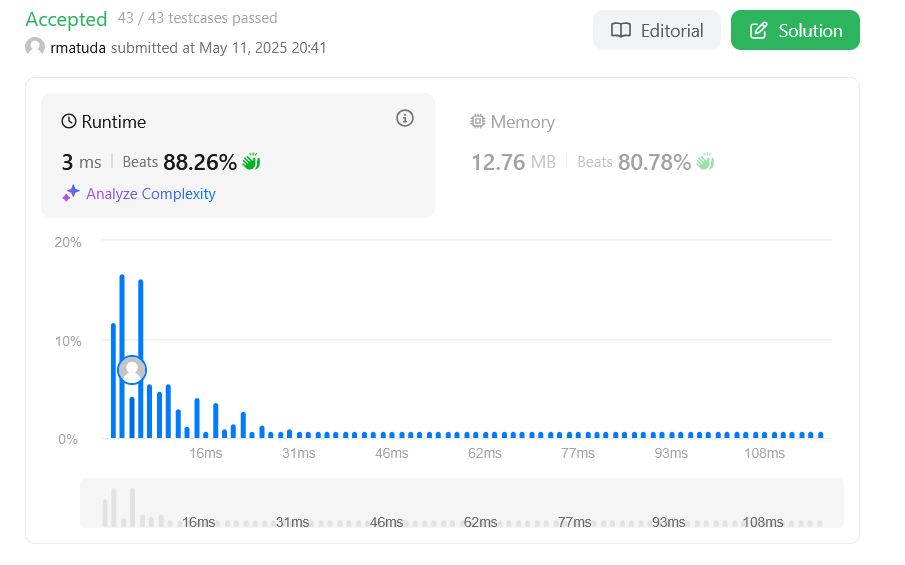 Accepted 43 / 43 testcases passed
Editorial
Solution
rmatuda submitted at May 11, 2025 20:41
Runtime
Memory
3 ms | Beats 88.26%
12.76 MB | Beats 80.78%
Analyze Complexity
20%
10%
0%
16ms 31ms 46ms 62ms 77ms 93ms 108ms
16ms 31ms 46ms 62ms 77ms 93ms 108ms